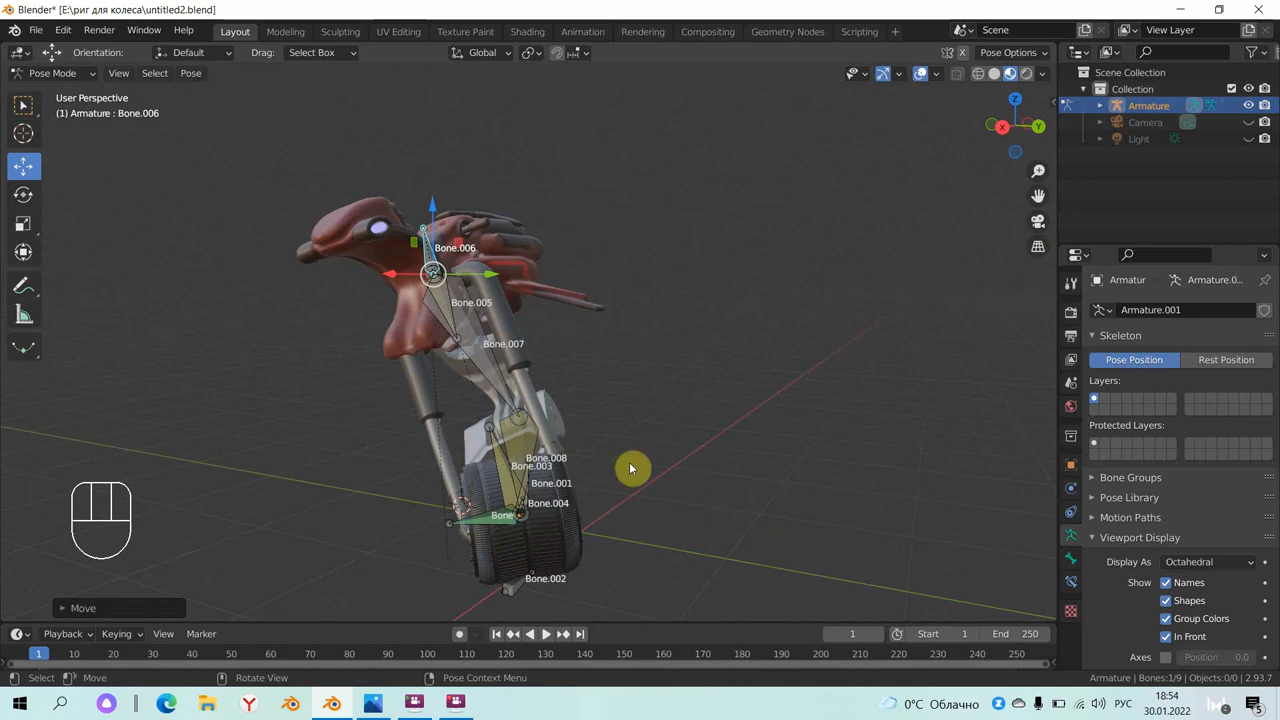 Blender* [E:\риг для колеса\untitled2.blend]
File Edit Render Window Help Layout Modeling Sculpting UV Editing Texture Paint Shading Animation Rendering Compositing Geometry Nodes Scripting + Scene View Layer
Orientation: Default Drag: Select Box Global X Pose Options
Pose Mode View Select Pose
User Perspective
(1) Armature : Bone.006
Z
X
Y
Scene Collection
Collection
Armature
Camera
Light
Bone.006
Bone.005
Bone.007
Bone.008
Bone.003
Bone.001
Bone.004
Bone
Bone.002
Armatur Armature.0...
Armature.001
Skeleton
Pose Position Rest Position
Layers:
Protected Layers:
Bone Groups
Pose Library
Motion Paths
Viewport Display
Display As Octahedral
Show Names
Shapes
Group Colors
In Front
Axes Position 0.0
Move
Playback Keying View Marker 1 Start 1 End 250
1 10 20 30 40 50 60 70 80 90 100 110 120 130 140 150 160 170 180 190 200 210 220 230 240 250
Select Move Rotate View Pose Context Menu Armature | Bones:1/9 | Objects:0/0 | 2.93.7
0°C Облачно РУС 18:54
30.01.2022 5